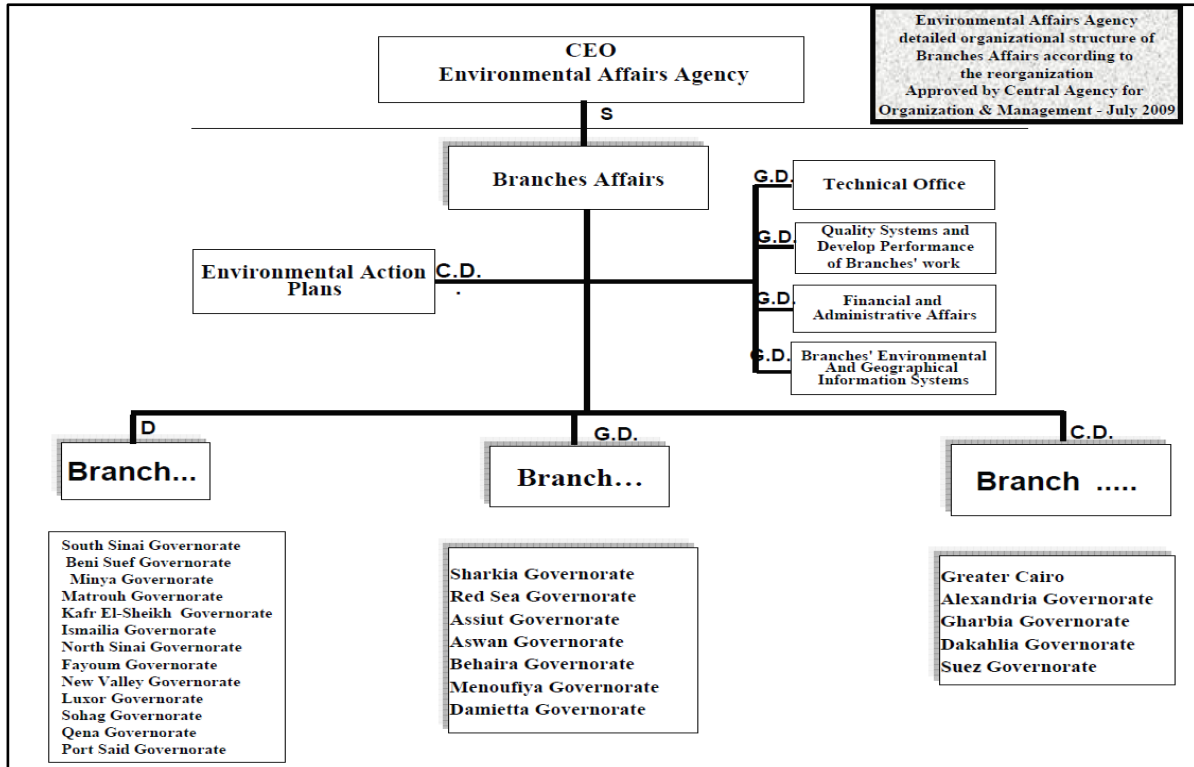 Environmental Affairs Agency
detailed organizational structure of
Branches Affairs according to
the reorganization
Approved by Central Agency for
Organization & Management - July 2009
CEO
Environmental Affairs Agency
S
Branches Affairs
G.D.
Technical Office
G.D.
Quality Systems and
Develop Performance
of Branches' work
Environmental Action
Plans
C.D.
.
G.D.
Financial and
Administrative Affairs
G.D.
Branches' Environmental
And Geographical
Information Systems
D
Branch...
G.D.
Branch...
C.D.
Branch .....
South Sinai Governorate
Beni Suef Governorate
Minya Governorate
Matrouh Governorate
Kafr El-Sheikh Governorate
Ismailia Governorate
North Sinai Governorate
Fayoum Governorate
New Valley Governorate
Luxor Governorate
Sohag Governorate
Qena Governorate
Port Said Governorate
Sharkia Governorate
Red Sea Governorate
Assiut Governorate
Aswan Governorate
Behaira Governorate
Menoufiya Governorate
Damietta Governorate
Greater Cairo
Alexandria Governorate
Gharbia Governorate
Dakahlia Governorate
Suez Governorate